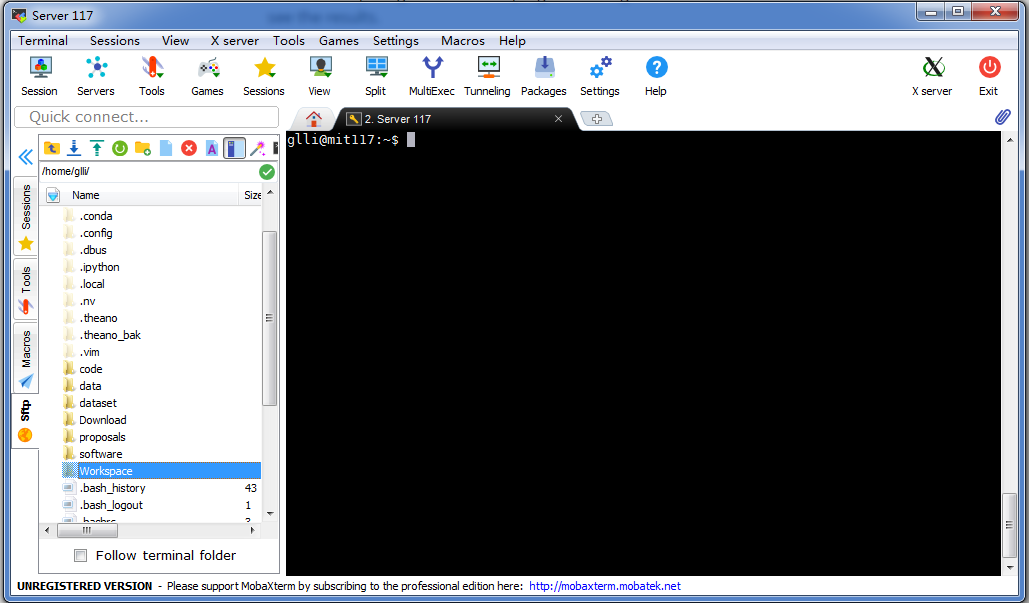 see the results.
Server 117
Terminal Sessions View X server Tools Games Settings Macros Help
Session Servers Tools Games Sessions View Split MultiExec Tunneling Packages Settings Help X server Exit
Quick connect...
2. Server 117
/home/glli/
Name Size
.conda
.config
.dbus
.ipython
.local
.nv
.theano
.theano_bak
.vim
code
data
dataset
Download
proposals
software
Workspace
.bash_history 43
.bash_logout 1
Follow terminal folder
Sessions
Tools
Macros
Sftp
glli@mit117:~$
UNREGISTERED VERSION - Please support MobaXterm by subscribing to the professional edition here: http://mobaxterm.mobatek.net